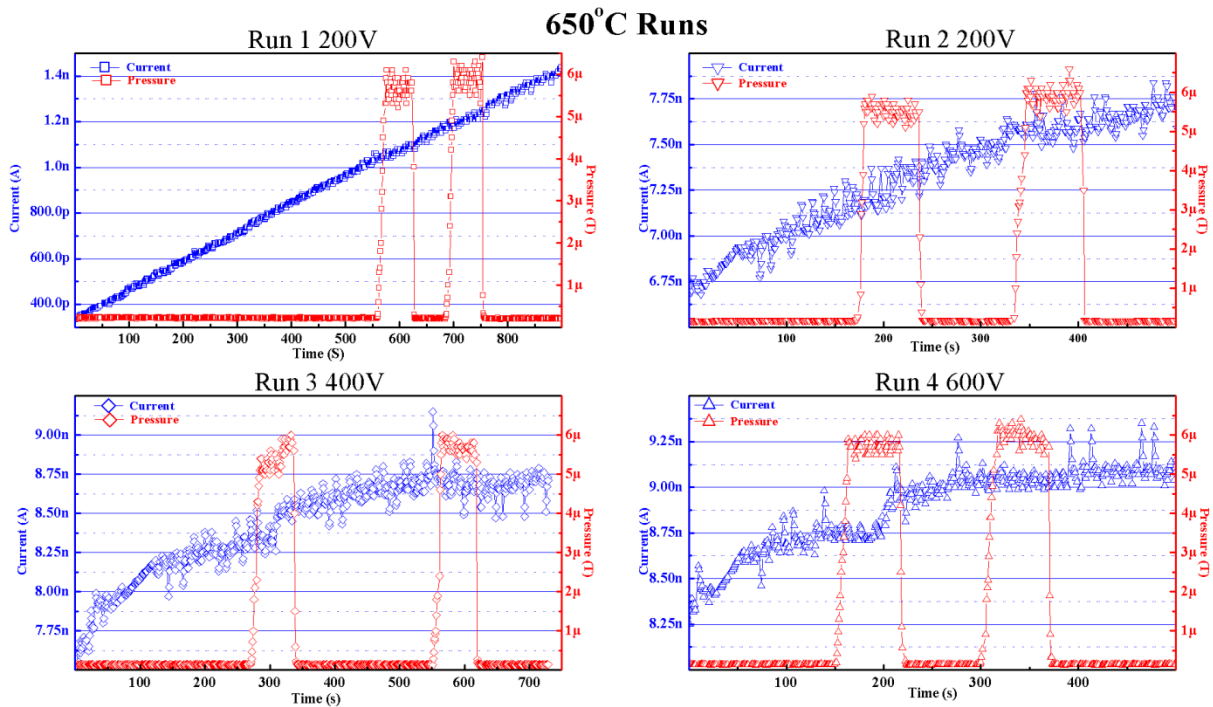 650°C Runs
Run 1 200V
Current
Pressure
1.4n
1.2n
1.0n
800.0p
600.0p
400.0p
Current (A)
6µ
5µ
4µ
3µ
2µ
1µ
Pressure (T)
100 200 300 400 500 600 700 800
Time (S)
Run 2 200V
Current
Pressure
7.75n
7.50n
7.25n
7.00n
6.75n
Current (A)
6µ
5µ
4µ
3µ
2µ
1µ
Pressure (T)
100 200 300 400
Time (s)
Run 3 400V
Current
Pressure
9.00n
8.75n
8.50n
8.25n
8.00n
7.75n
Current (A)
6µ
5µ
4µ
3µ
2µ
1µ
Pressure (T)
100 200 300 400 500 600 700
Time (s)
Run 4 600V
Current
Pressure
9.25n
9.00n
8.75n
8.50n
8.25n
Current (A)
6µ
5µ
4µ
3µ
2µ
1µ
Pressure (T)
100 200 300 400
Time (s)